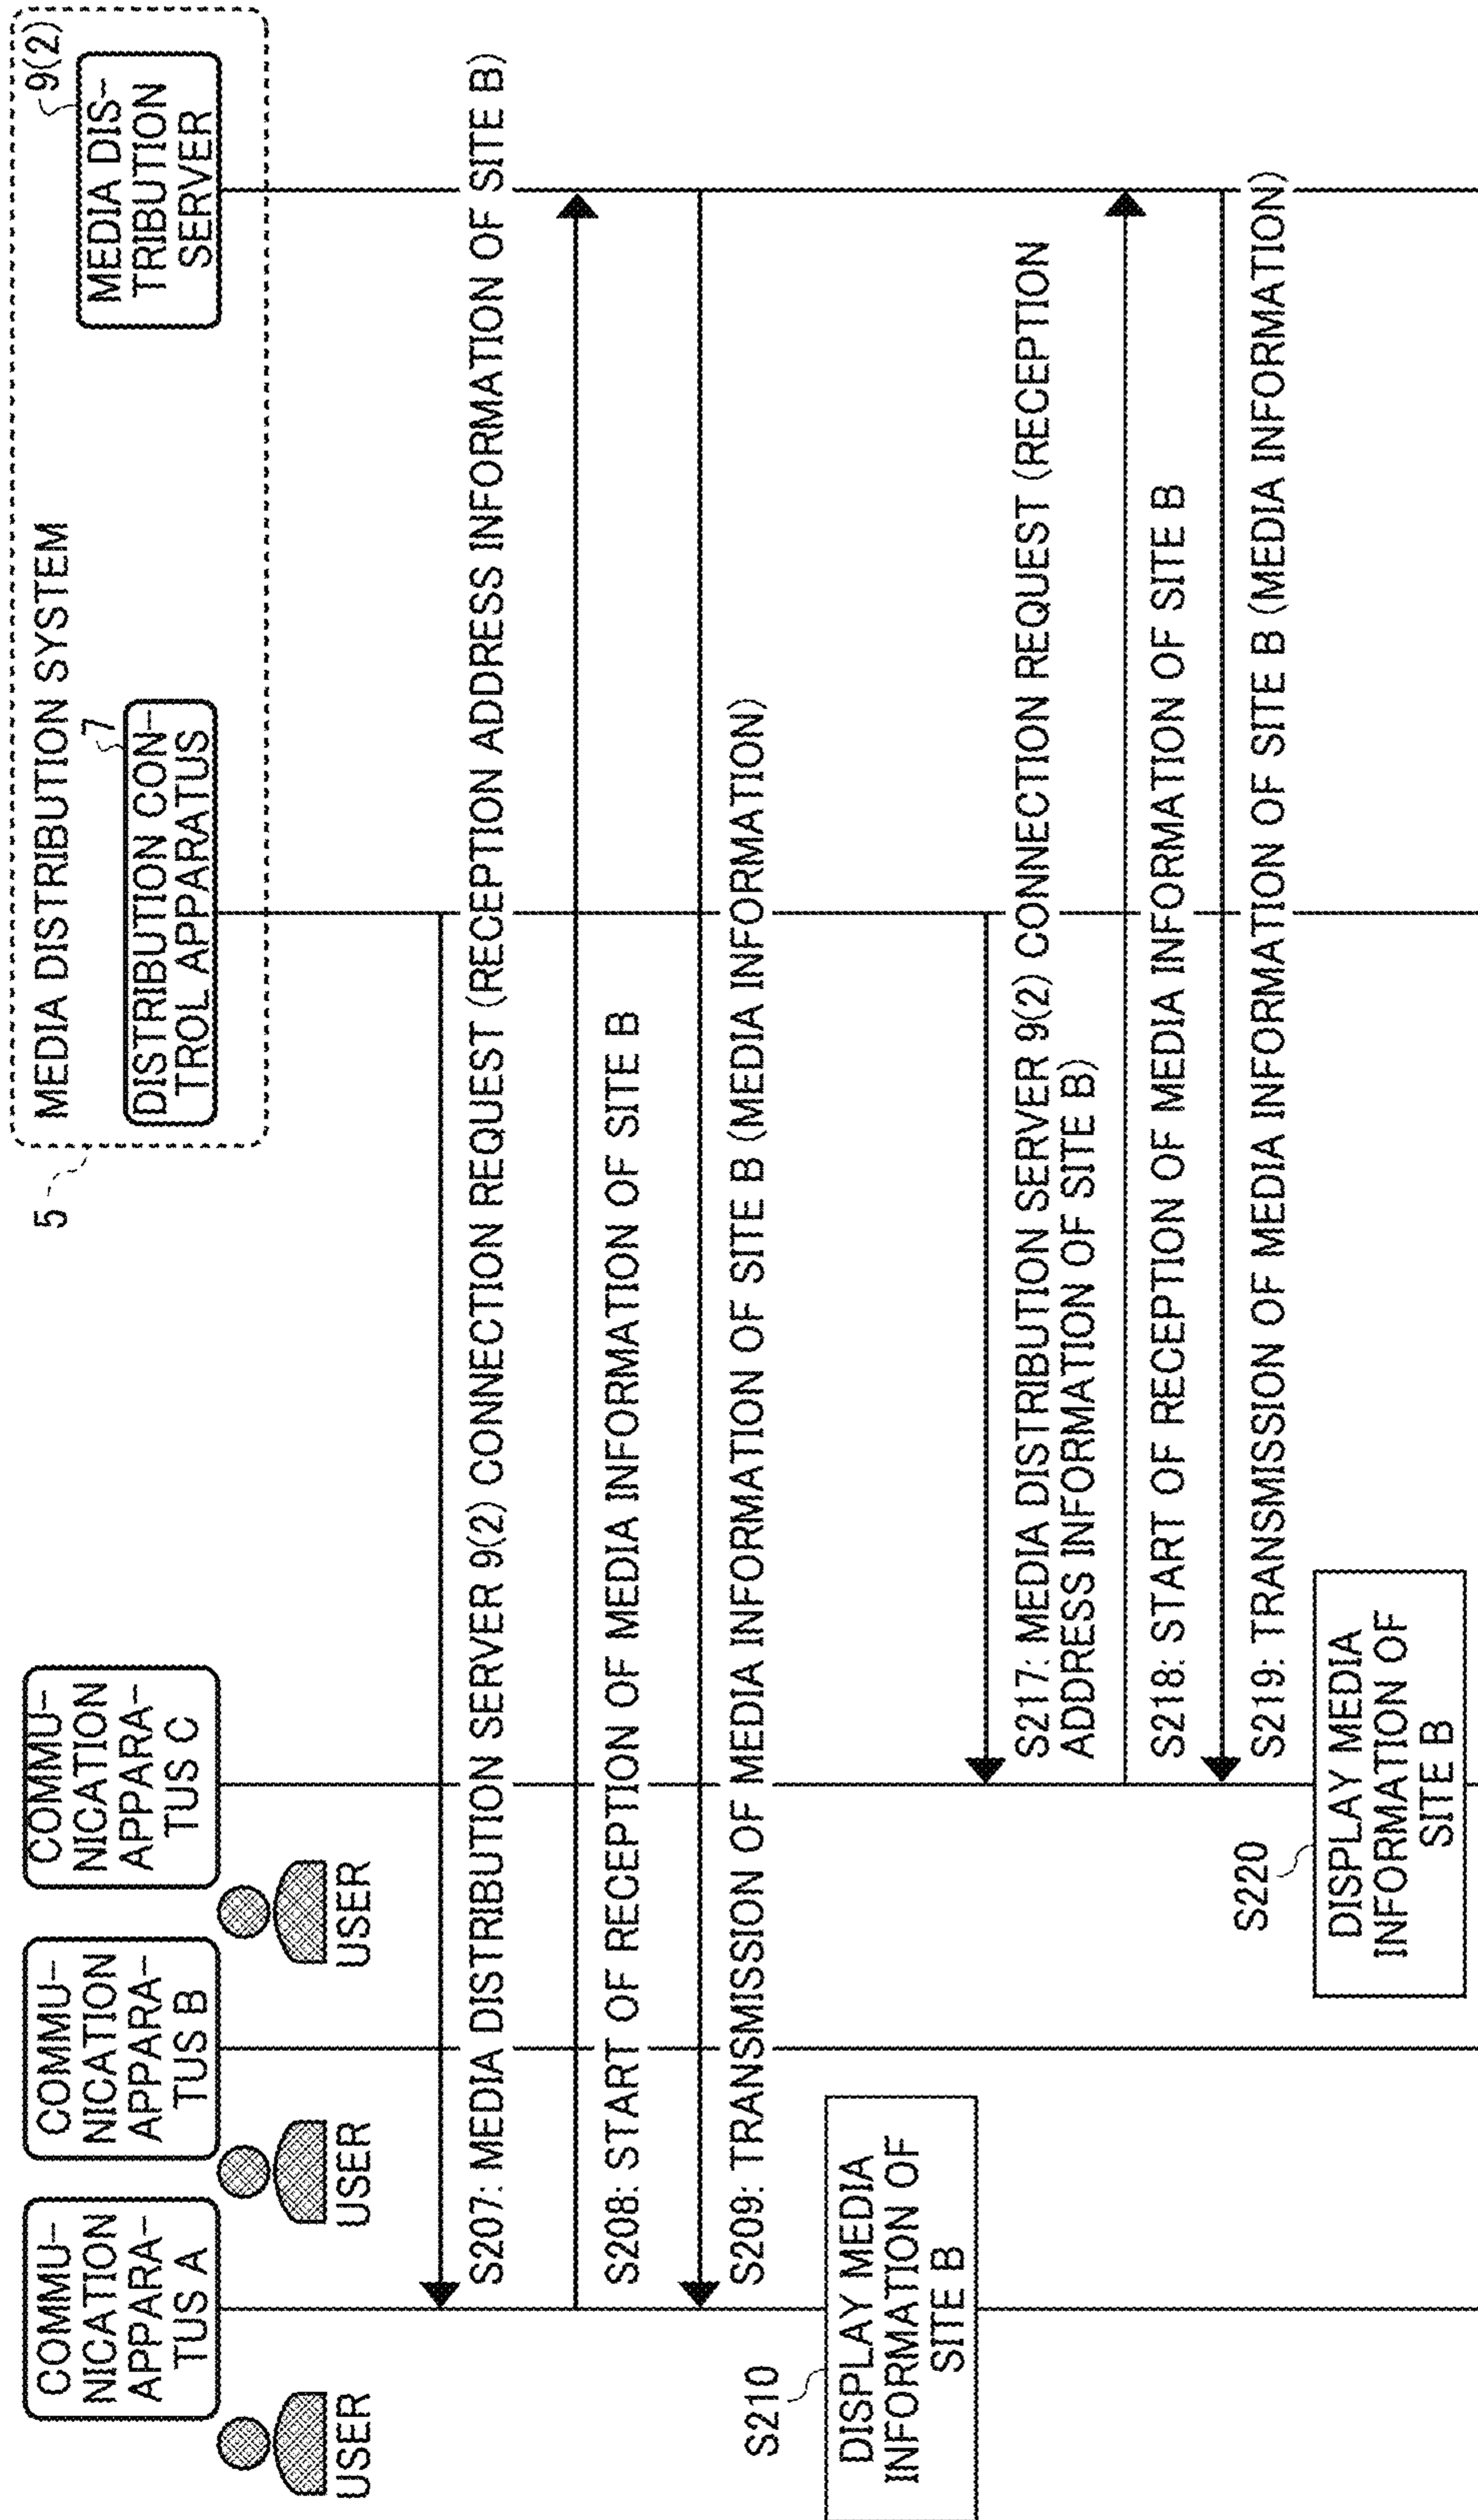 5
MEDIA DISTRIBUTION SYSTEM
9(2)
7
COMMU-
NICATION
APPARA-
TUS A
COMMU-
NICATION
APPARA-
TUS B
COMMU-
NICATION
APPARA-
TUS C
DISTRIBUTION CON-
TROL APPARATUS
MEDIA DIS-
TRIBUTION
SERVER
USER
USER
USER
S207: MEDIA DISTRIBUTION SERVER 9(2) CONNECTION REQUEST (RECEPTION ADDRESS INFORMATION OF SITE B)
S208: START OF RECEPTION OF MEDIA INFORMATION OF SITE B
S209: TRANSMISSION OF MEDIA INFORMATION OF SITE B (MEDIA INFORMATION)
S210
DISPLAY MEDIA
INFORMATION OF
SITE B
S217: MEDIA DISTRIBUTION SERVER 9(2) CONNECTION REQUEST (RECEPTION
ADDRESS INFORMATION OF SITE B)
S218: START OF RECEPTION OF MEDIA INFORMATION OF SITE B
S219: TRANSMISSION OF MEDIA INFORMATION OF SITE B (MEDIA INFORMATION)
S220
DISPLAY MEDIA
INFORMATION OF
SITE B